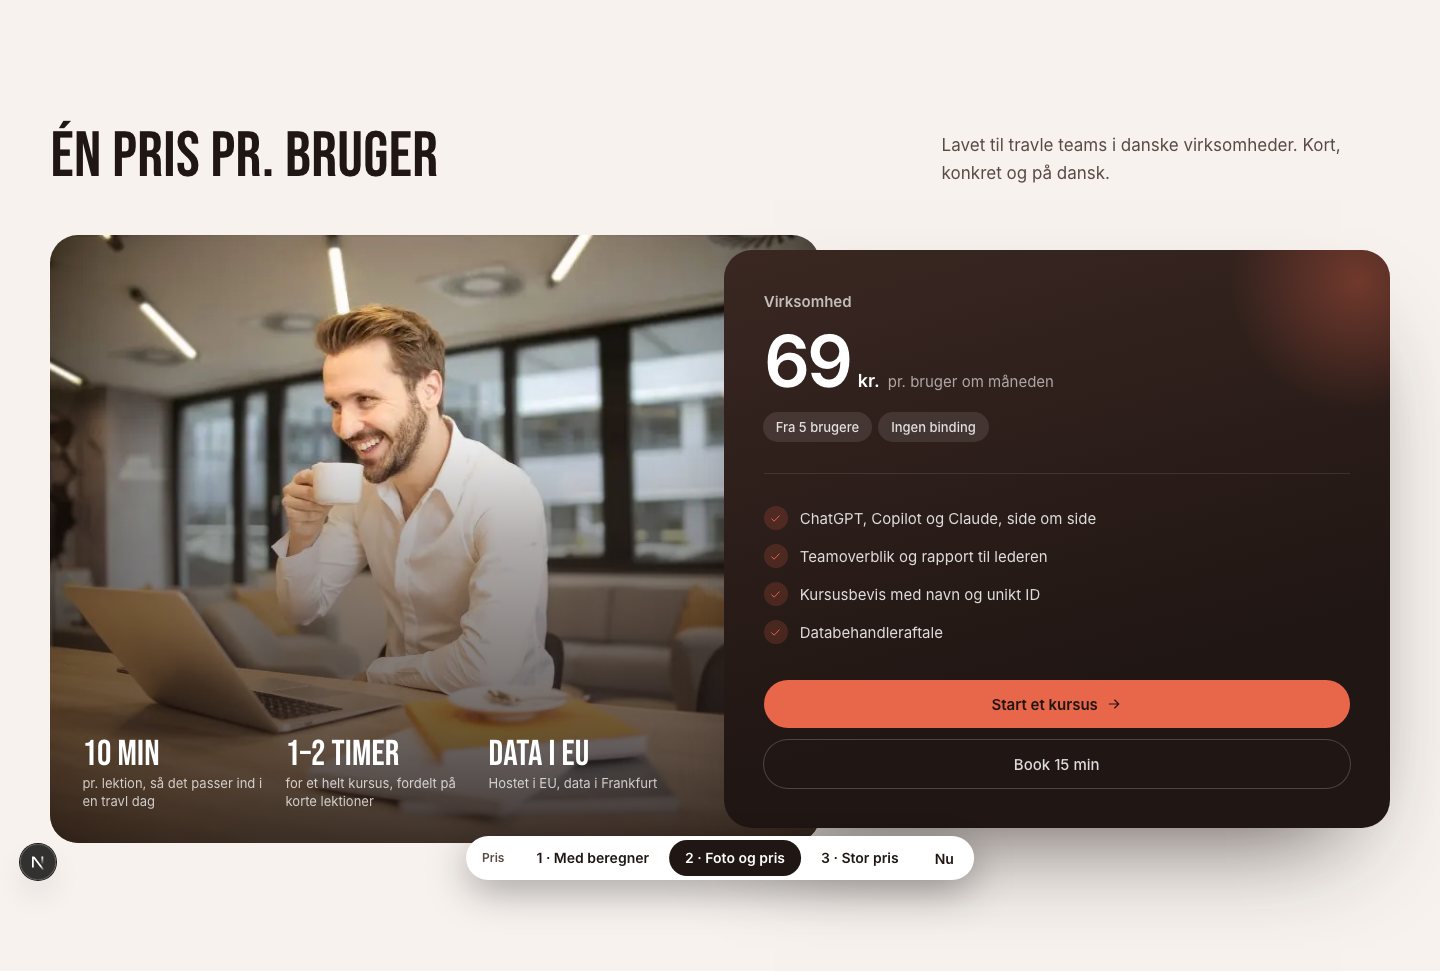 ÉN PRIS PR. BRUGER
Lavet til travle teams i danske virksomheder. Kort,
konkret og på dansk.
Virksomhed
69 kr. pr. bruger om måneden
Fra 5 brugere
Ingen binding
ChatGPT, Copilot og Claude, side om side
Teamoverblik og rapport til lederen
Kursusbevis med navn og unikt ID
Databehandleraftale
Start et kursus →
Book 15 min
10 MIN
pr. lektion, så det passer ind i
en travl dag
1–2 TIMER
for et helt kursus, fordelt på
korte lektioner
DATA I EU
Hostet i EU, data i Frankfurt
N
Pris
1 · Med beregner
2 · Foto og pris
3 · Stor pris
Nu